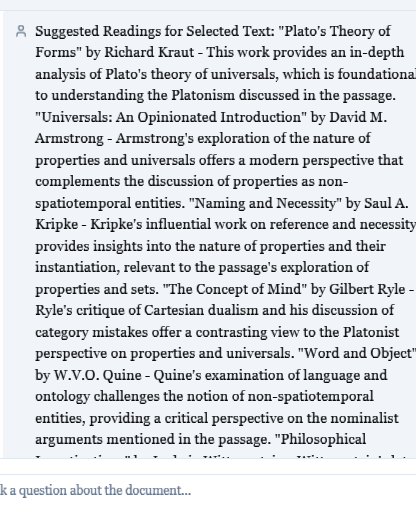 Suggested Readings for Selected Text: "Plato's Theory of
Forms" by Richard Kraut - This work provides an in-depth
analysis of Plato's theory of universals, which is foundational
to understanding the Platonism discussed in the passage.
"Universals: An Opinionated Introduction" by David M.
Armstrong - Armstrong's exploration of the nature of
properties and universals offers a modern perspective that
complements the discussion of properties as non-
spatiotemporal entities. "Naming and Necessity" by Saul A.
Kripke - Kripke's influential work on reference and necessity
provides insights into the nature of properties and their
instantiation, relevant to the passage's exploration of
properties and sets. "The Concept of Mind" by Gilbert Ryle -
Ryle's critique of Cartesian dualism and his discussion of
category mistakes offer a contrasting view to the Platonist
perspective on properties and universals. "Word and Object"
by W.V.O. Quine - Quine's examination of language and
ontology challenges the notion of non-spatiotemporal
entities, providing a critical perspective on the nominalist
arguments mentioned in the passage. "Philosophical
k a question about the document...